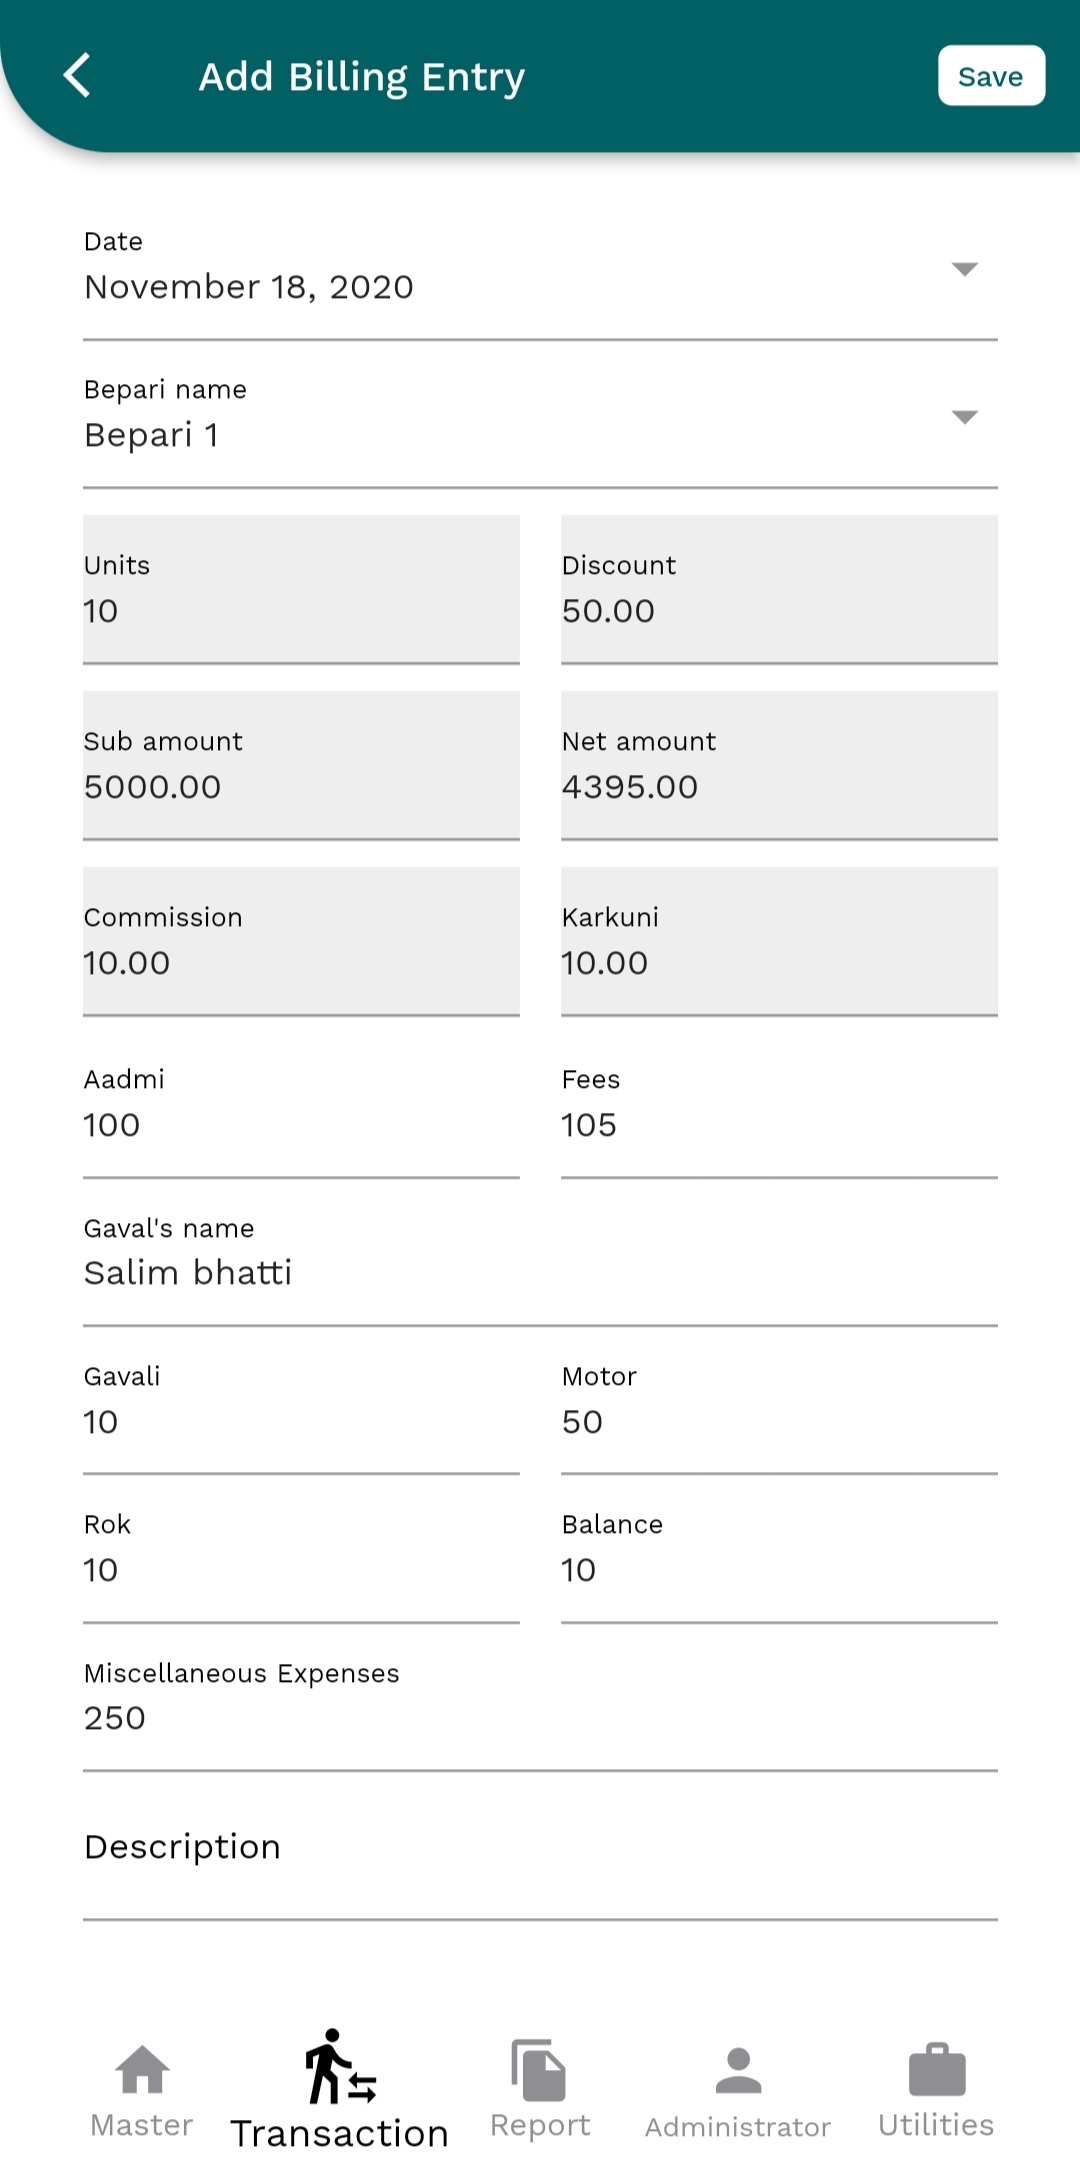 Add Billing Entry
Save
Date
November 18, 2020
Bepari name
Bepari 1
Units
10
Discount
50.00
Sub amount
5000.00
Net amount
4395.00
Commission
10.00
Karkuni
10.00
Aadmi
100
Fees
105
Gaval's name
Salim bhatti
Gavali
10
Motor
50
Rok
10
Balance
10
Miscellaneous Expenses
250
Description
Master
Transaction
Report
Administrator
Utilities